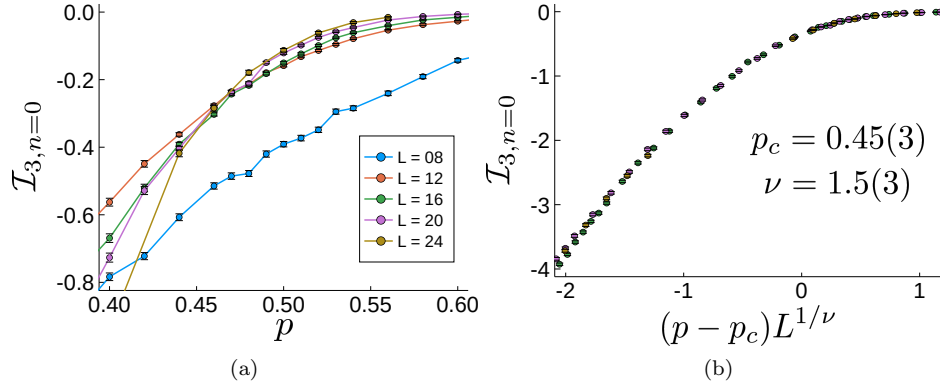 0.0
-0.2
-0.4
-0.6
-0.8
I₃,ₙ₌₀
0.40
0.45
0.50
0.55
0.60
p
L = 08
L = 12
L = 16
L = 20
L = 24
(a)
0
-1
-2
-3
-4
I₃,ₙ₌₀
p_c = 0.45(3)
ν = 1.5(3)
-2
-1
0
1
(p − p_c)L^{1/ν}
(b)